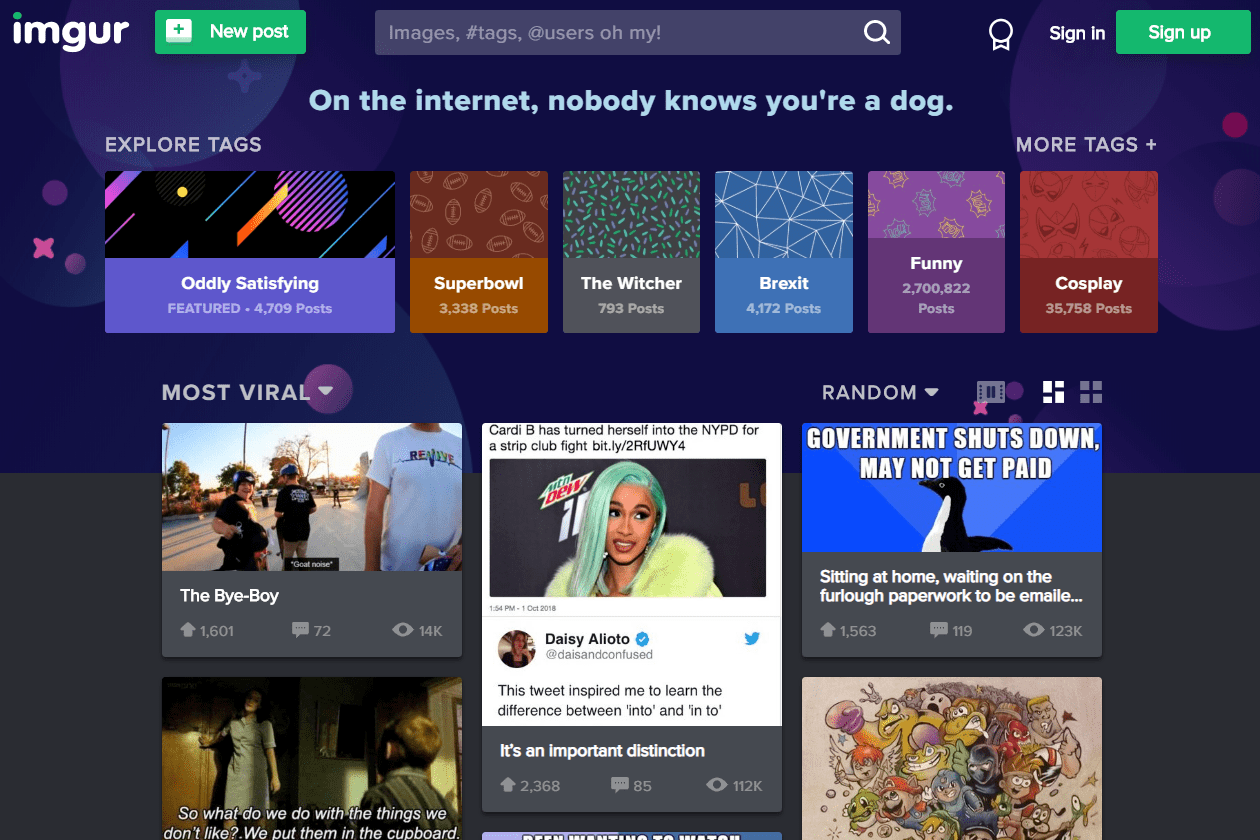 imgur
New post
Images, #tags, @users oh my!
Sign in
Sign up
On the internet, nobody knows you're a dog.
EXPLORE TAGS
MORE TAGS +
Oddly Satisfying
FEATURED • 4,709 Posts
Superbowl
3,338 Posts
The Witcher
793 Posts
Brexit
4,172 Posts
Funny
2,700,822
Posts
Cosplay
35,758 Posts
MOST VIRAL
RANDOM
*Goat noise*
The Bye-Boy
1,601
72
14K
So what do we do with the things we
don't like?.We put them in the cupboard.
Cardi B has turned herself into the NYPD for
a strip club fight bit.ly/2RfUWY4
mtn
DEW
1:54 PM - 1 Oct 2018
Daisy Alioto
@daisandconfused
This tweet inspired me to learn the
difference between 'into' and 'in to'
It's an important distinction
2,368
85
112K
BEEN WANTING TO WATCH
GOVERNMENT SHUTS DOWN,
MAY NOT GET PAID
Sitting at home, waiting on the
furlough paperwork to be emaile...
1,563
119
123K